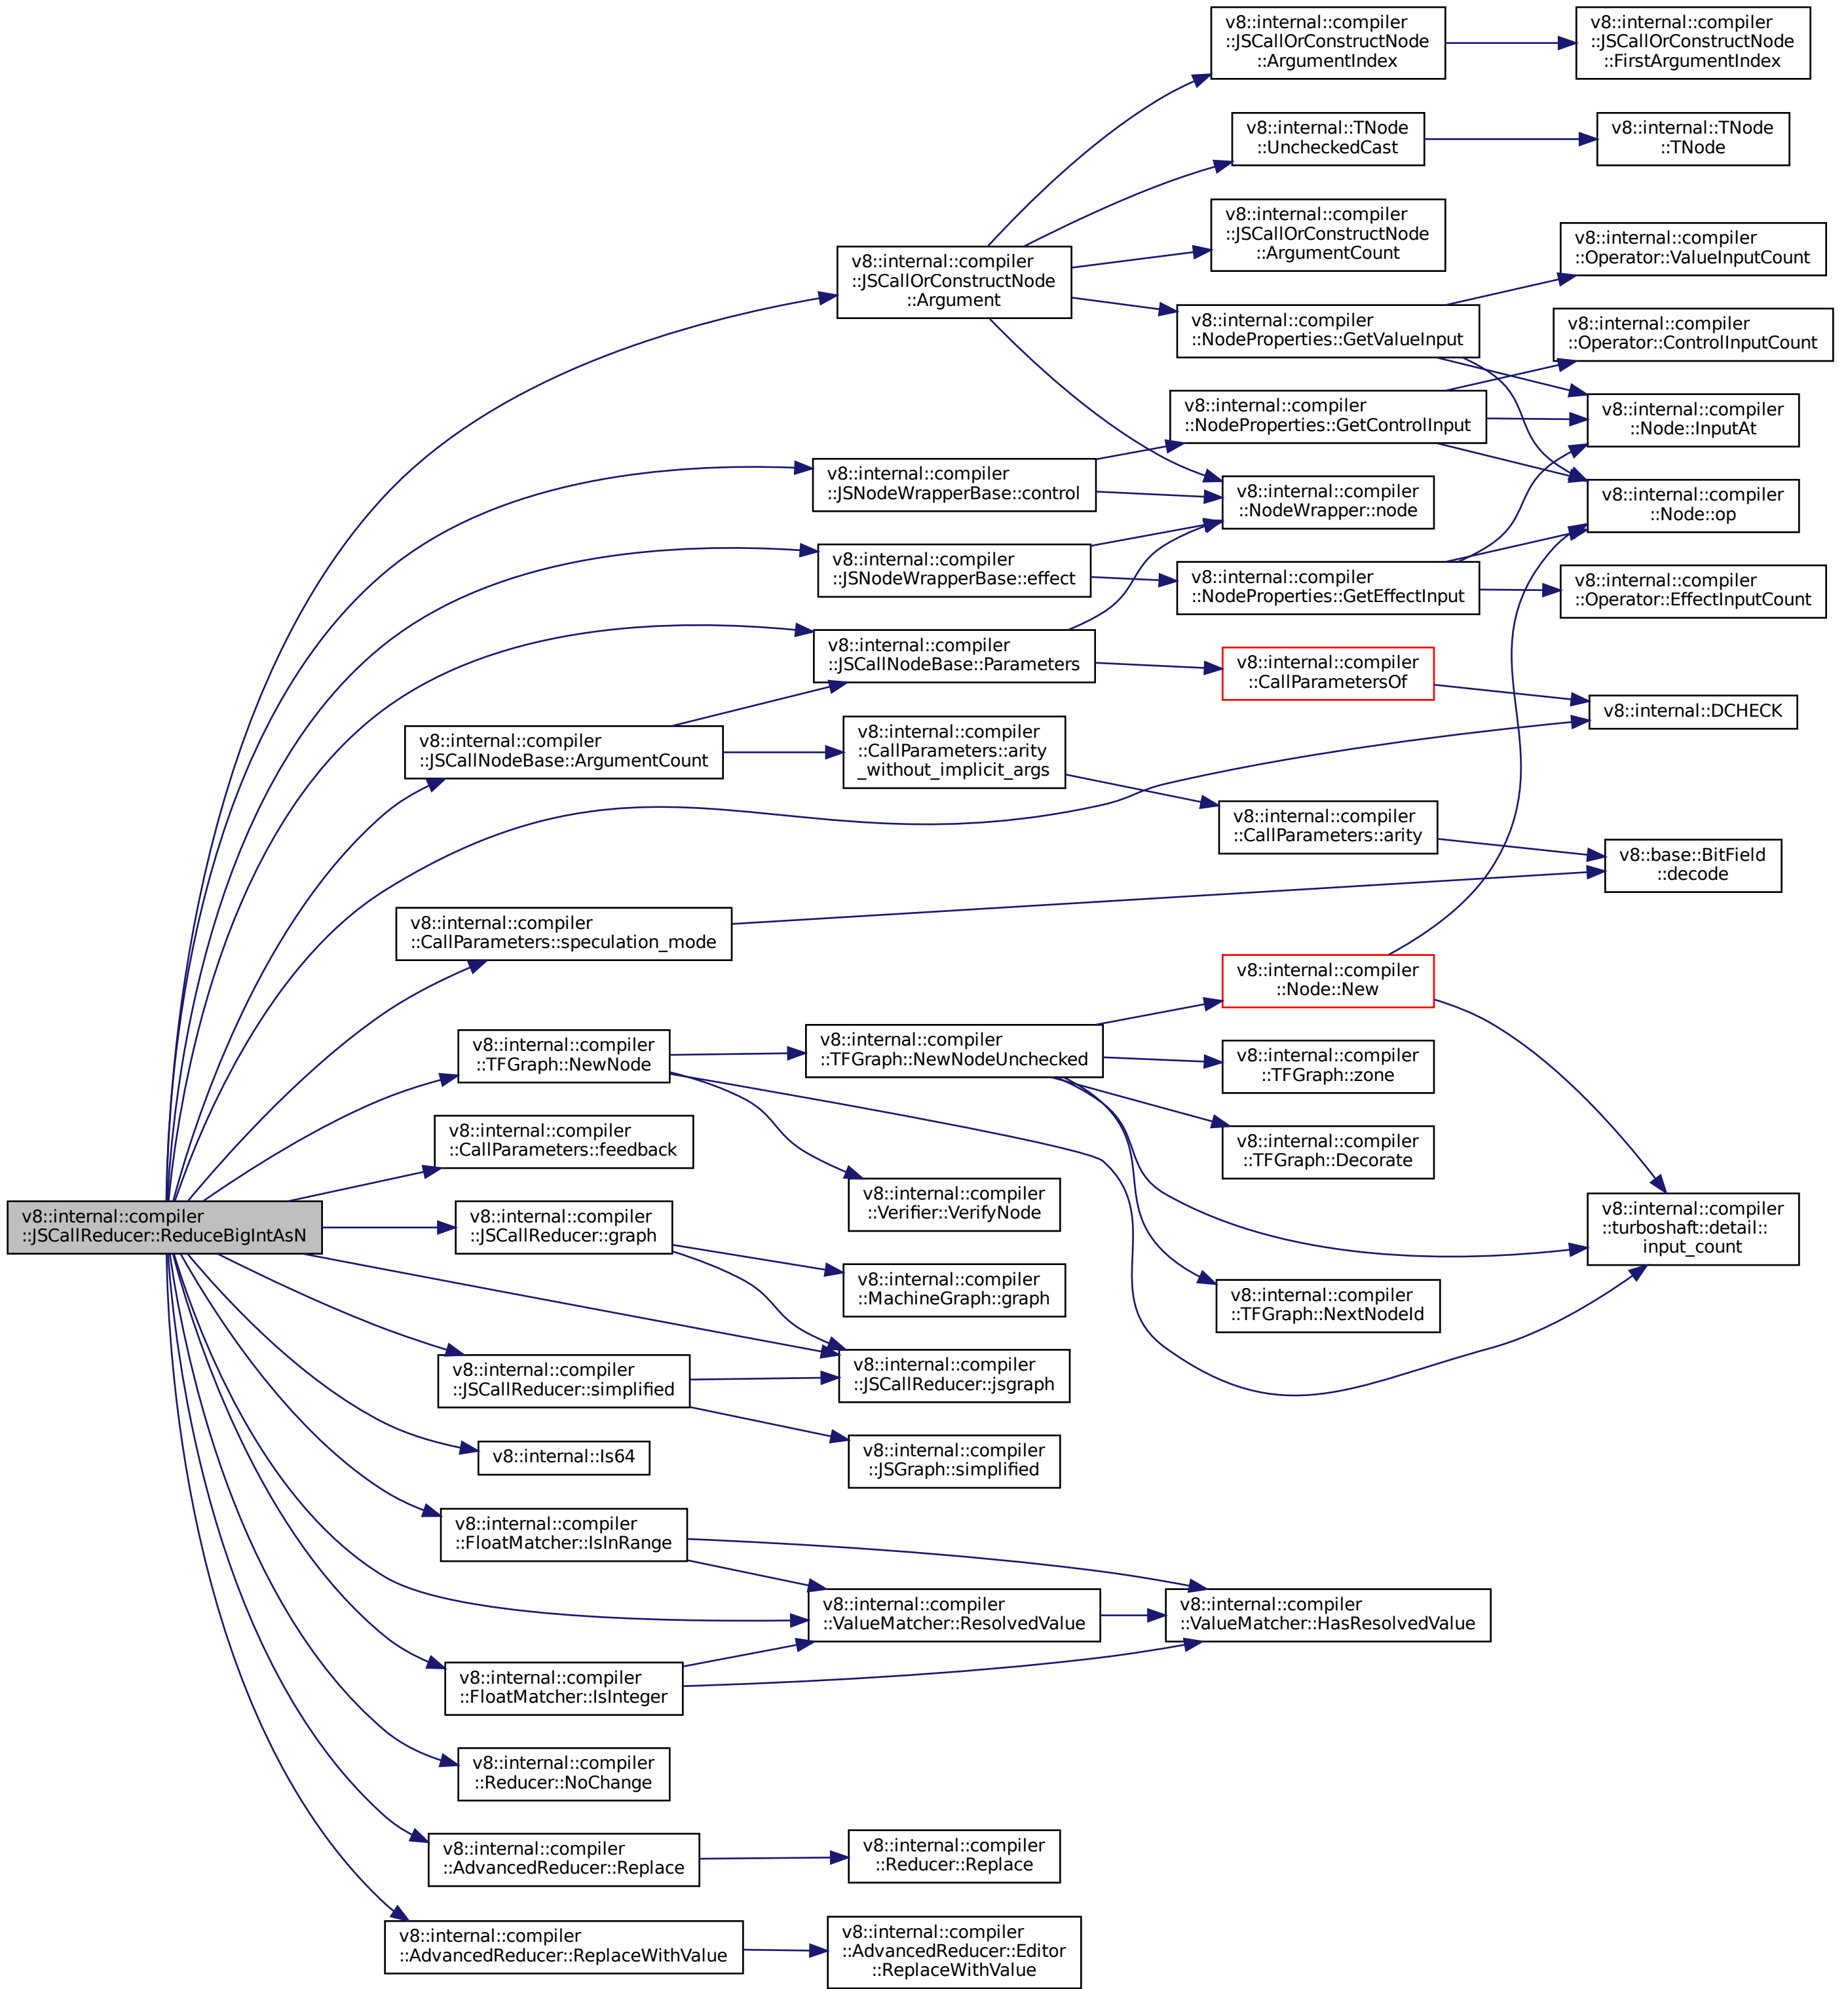 v8::internal::compiler
::JSCallReducer::ReduceBigIntAsN
v8::internal::compiler
::JSCallOrConstructNode
::Argument
v8::internal::compiler
::JSCallOrConstructNode
::ArgumentIndex
v8::internal::compiler
::JSCallOrConstructNode
::FirstArgumentIndex
v8::internal::TNode
::UncheckedCast
v8::internal::TNode
::TNode
v8::internal::compiler
::JSCallOrConstructNode
::ArgumentCount
v8::internal::compiler
::NodeProperties::GetValueInput
v8::internal::compiler
::Operator::ValueInputCount
v8::internal::compiler
::Operator::ControlInputCount
v8::internal::compiler
::NodeProperties::GetControlInput
v8::internal::compiler
::Node::InputAt
v8::internal::compiler
::JSNodeWrapperBase::control
v8::internal::compiler
::NodeWrapper::node
v8::internal::compiler
::Node::op
v8::internal::compiler
::JSNodeWrapperBase::effect
v8::internal::compiler
::NodeProperties::GetEffectInput
v8::internal::compiler
::Operator::EffectInputCount
v8::internal::compiler
::JSCallNodeBase::Parameters
v8::internal::compiler
::CallParametersOf
v8::internal::DCHECK
v8::internal::compiler
::JSCallNodeBase::ArgumentCount
v8::internal::compiler
::CallParameters::arity
_without_implicit_args
v8::internal::compiler
::CallParameters::arity
v8::base::BitField
::decode
v8::internal::compiler
::CallParameters::speculation_mode
v8::internal::compiler
::TFGraph::NewNode
v8::internal::compiler
::TFGraph::NewNodeUnchecked
v8::internal::compiler
::Node::New
v8::internal::compiler
::TFGraph::zone
v8::internal::compiler
::TFGraph::Decorate
v8::internal::compiler
::turboshaft::detail::
input_count
v8::internal::compiler
::TFGraph::NextNodeId
v8::internal::compiler
::Verifier::VerifyNode
v8::internal::compiler
::CallParameters::feedback
v8::internal::compiler
::JSCallReducer::graph
v8::internal::compiler
::MachineGraph::graph
v8::internal::compiler
::JSCallReducer::jsgraph
v8::internal::compiler
::JSCallReducer::simplified
v8::internal::compiler
::JSGraph::simplified
v8::internal::Is64
v8::internal::compiler
::FloatMatcher::IsInRange
v8::internal::compiler
::ValueMatcher::ResolvedValue
v8::internal::compiler
::ValueMatcher::HasResolvedValue
v8::internal::compiler
::FloatMatcher::IsInteger
v8::internal::compiler
::Reducer::NoChange
v8::internal::compiler
::AdvancedReducer::Replace
v8::internal::compiler
::Reducer::Replace
v8::internal::compiler
::AdvancedReducer::ReplaceWithValue
v8::internal::compiler
::AdvancedReducer::Editor
::ReplaceWithValue